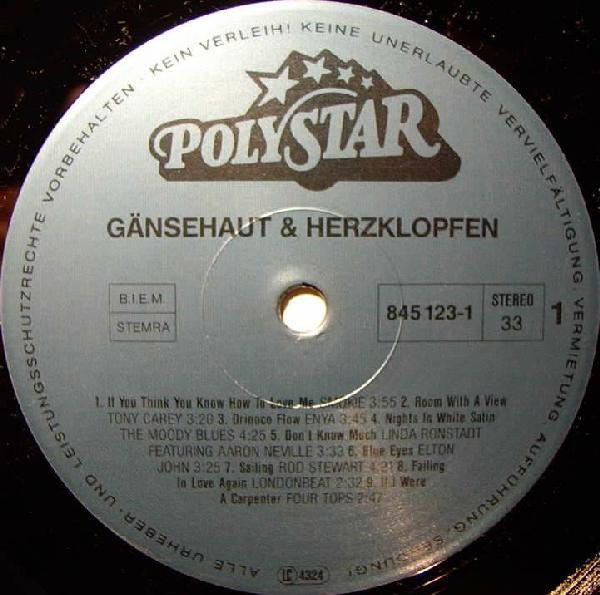 ALLE URHEBER- UND LEISTUNGSSCHUTZRECHTE VORBEHALTEN · KEIN VERLEIH! KEINE UNERLAUBTE VERVIELFÄLTIGUNG, VERMIETUNG, AUFFÜHRUNG, SENDUNG!
POLYSTAR
GÄNSEHAUT & HERZKLOPFEN
B.I.E.M.
STEMRA
845 123-1
STEREO
33
1
1. If You Think You Know How To Love Me SMOKIE 3:55 2. Room With A View
TONY CAREY 3:20 3. Orinoco Flow ENYA 3:45 4. Nights In White Satin
THE MOODY BLUES 4:25 5. Don't Know Much LINDA RONSTADT
FEATURING AARON NEVILLE 3:33 6. Blue Eyes ELTON
JOHN 3:25 7. Sailing ROD STEWART 4:21 8. Falling
In Love Again LONDONBEAT 2:32 9. If I Were
A Carpenter FOUR TOPS 2:47
LC 4324